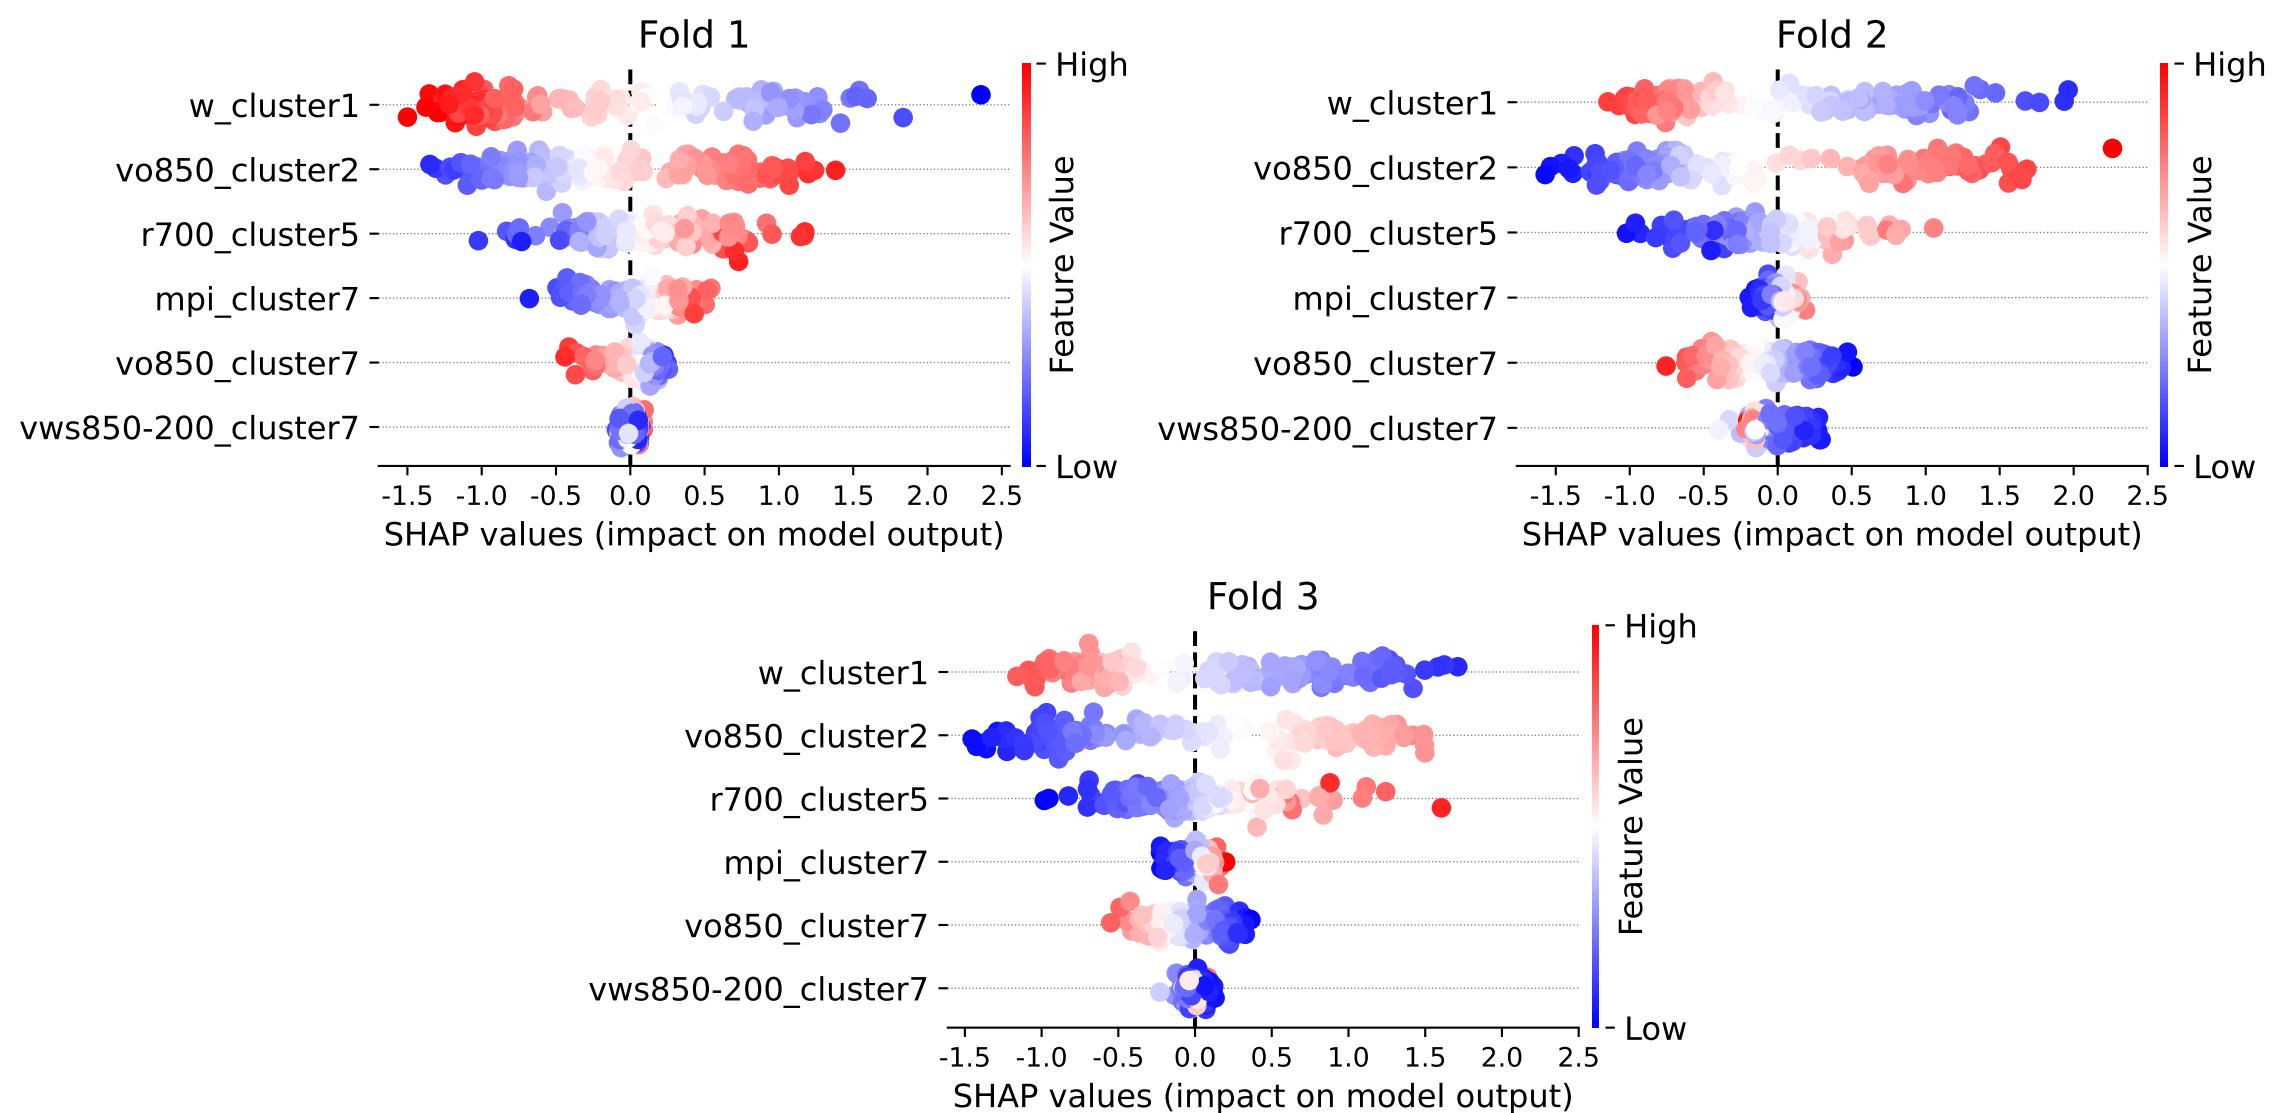 Fold 1
w_cluster1
vo850_cluster2
r700_cluster5
mpi_cluster7
vo850_cluster7
vws850-200_cluster7
-1.5 -1.0 -0.5 0.0 0.5 1.0 1.5 2.0 2.5
SHAP values (impact on model output)
High
Feature Value
Low
Fold 2
w_cluster1
vo850_cluster2
r700_cluster5
mpi_cluster7
vo850_cluster7
vws850-200_cluster7
-1.5 -1.0 -0.5 0.0 0.5 1.0 1.5 2.0 2.5
SHAP values (impact on model output)
High
Feature Value
Low
Fold 3
w_cluster1
vo850_cluster2
r700_cluster5
mpi_cluster7
vo850_cluster7
vws850-200_cluster7
-1.5 -1.0 -0.5 0.0 0.5 1.0 1.5 2.0 2.5
SHAP values (impact on model output)
High
Feature Value
Low